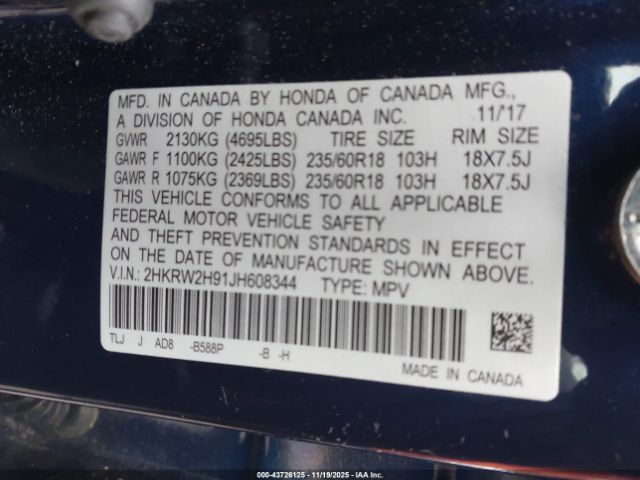 MFD. IN CANADA BY HONDA OF CANADA MFG.,
A DIVISION OF HONDA CANADA INC. 11/17
GVWR 2130KG (4695LBS) TIRE SIZE RIM SIZE
GAWR F 1100KG (2425LBS) 235/60R18 103H 18X7.5J
GAWR R 1075KG (2369LBS) 235/60R18 103H 18X7.5J
THIS VEHICLE CONFORMS TO ALL APPLICABLE
FEDERAL MOTOR VEHICLE SAFETY
AND THEFT PREVENTION STANDARDS IN EFFECT
ON THE DATE OF MANUFACTURE SHOWN ABOVE.
V.I.N.: 2HKRW2H91JH608344 TYPE: MPV
TLJ J AD8 -B588P -B -H
MADE IN CANADA
00-43726125 - 11/19/2025 - IAAI.COM